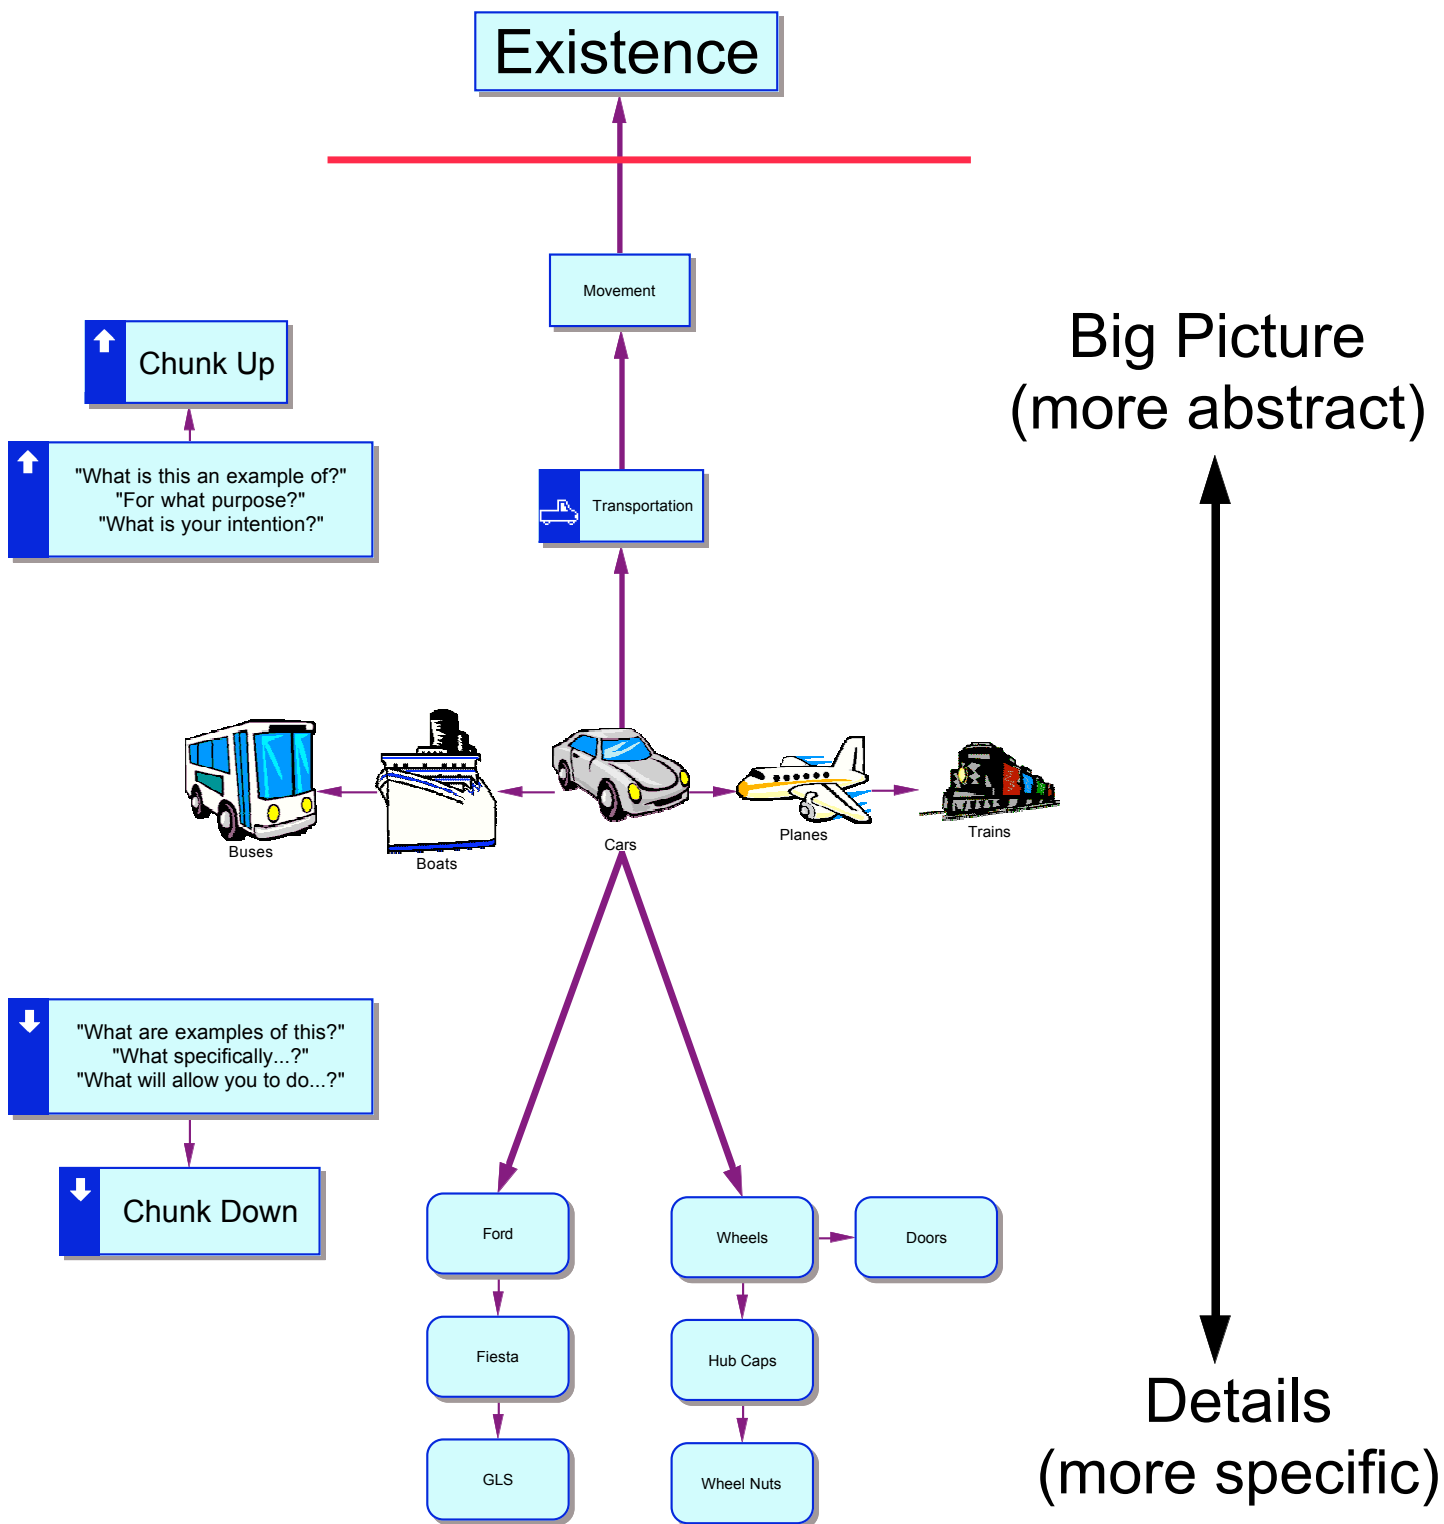 Existence
Movement
Big Picture
(more abstract)
Chunk Up
"What is this an example of?"
"For what purpose?"
"What is your intention?"
Transportation
Buses
Boats
Cars
Planes
Trains
"What are examples of this?"
"What specifically...?"
"What will allow you to do...?"
Chunk Down
Ford
Wheels
Doors
Fiesta
Hub Caps
GLS
Wheel Nuts
Details
(more specific)